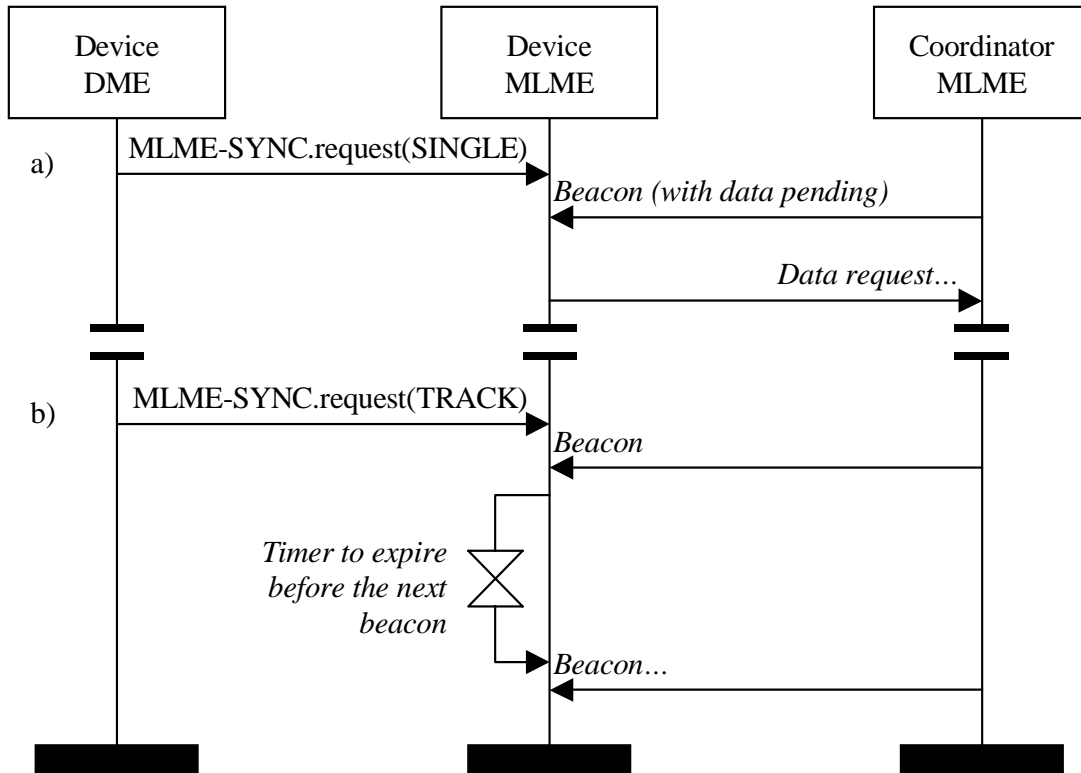 Device
DME
Device
MLME
Coordinator
MLME
a)
MLME-SYNC.request(SINGLE)
Beacon (with data pending)
Data request…
b)
MLME-SYNC.request(TRACK)
Beacon
Timer to expire
before the next
beacon
Beacon…